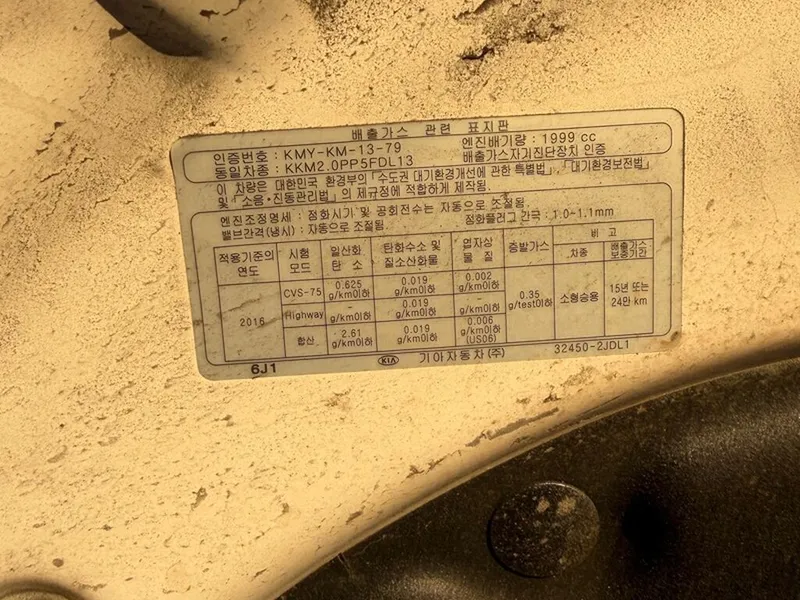 배출가스 관련 표지판
인증번호 : KMY-KM-13-79 엔진배기량 : 1999 cc
동일차종 : KKM2.0PP5FDL13 배출가스자기진단장치 인증
이 차량은 대한민국 환경부의 「수도권 대기환경개선에 관한 특별법」, 「대기환경보전법」
및 「소음·진동관리법」의 제규정에 적합하게 제작됨.
엔진조정명세 : 점화시기 및 공회전수는 자동으로 조절됨.
밸브간격(냉시) : 자동으로 조절됨. 점화플러그 간극 : 1.0~1.1mm
적용기준의 연도 시험 모드 일산화 탄소 탄화수소 및 질소산화물 입자상 물질 증발가스 비고
차종 배출가스 보증기간
2016 CVS-75 0.625 g/km이하 0.019 g/km이하 0.002 g/km이하 0.35 g/test이하 소형승용 15년 또는 24만 km
Highway - g/km이하 0.019 g/km이하 - g/km이하
합산 2.61 g/km이하 0.019 g/km이하 0.006 g/km이하 (US06)
6J1 KIA 기아자동차(주) 32450-2JDL1